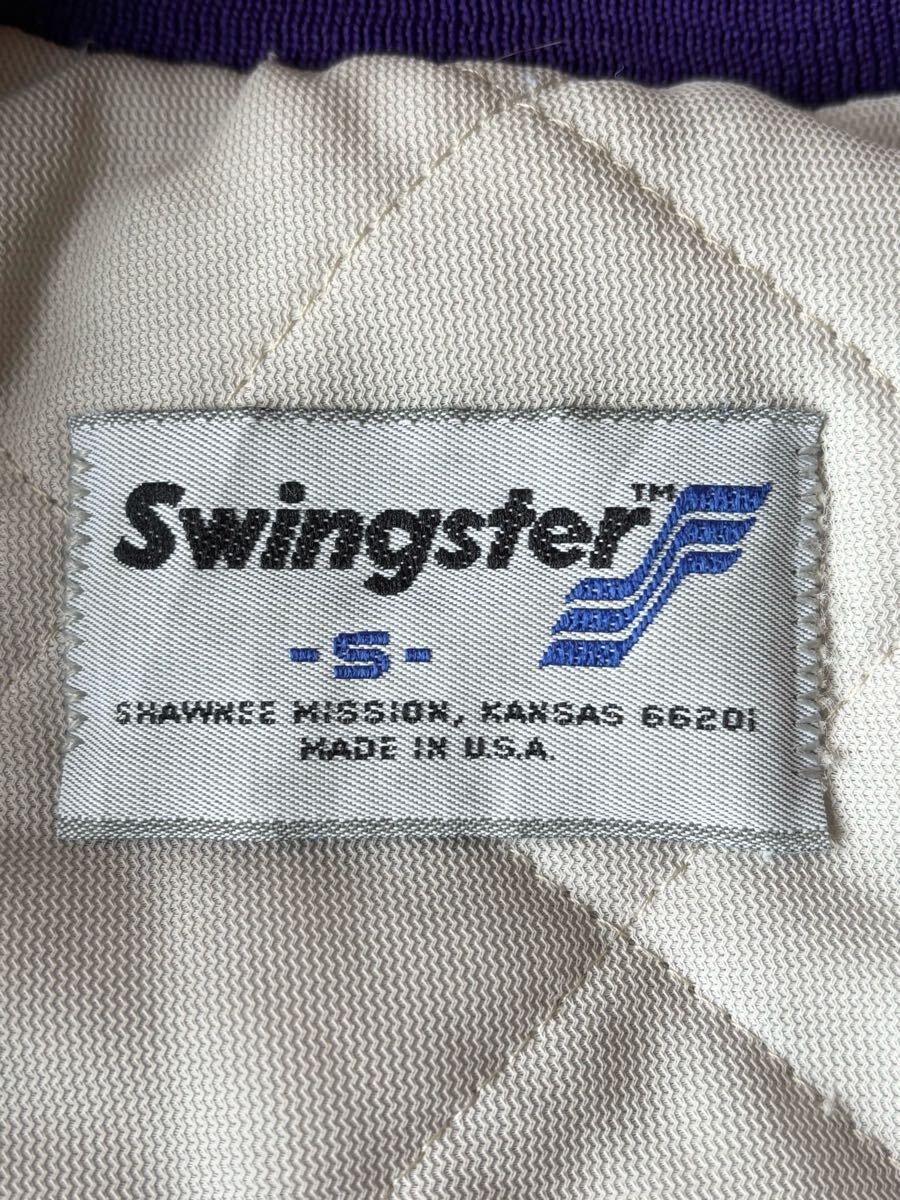 Swingster™
-S-
SHAWNEE MISSION, KANSAS 66201
MADE IN U.S.A.